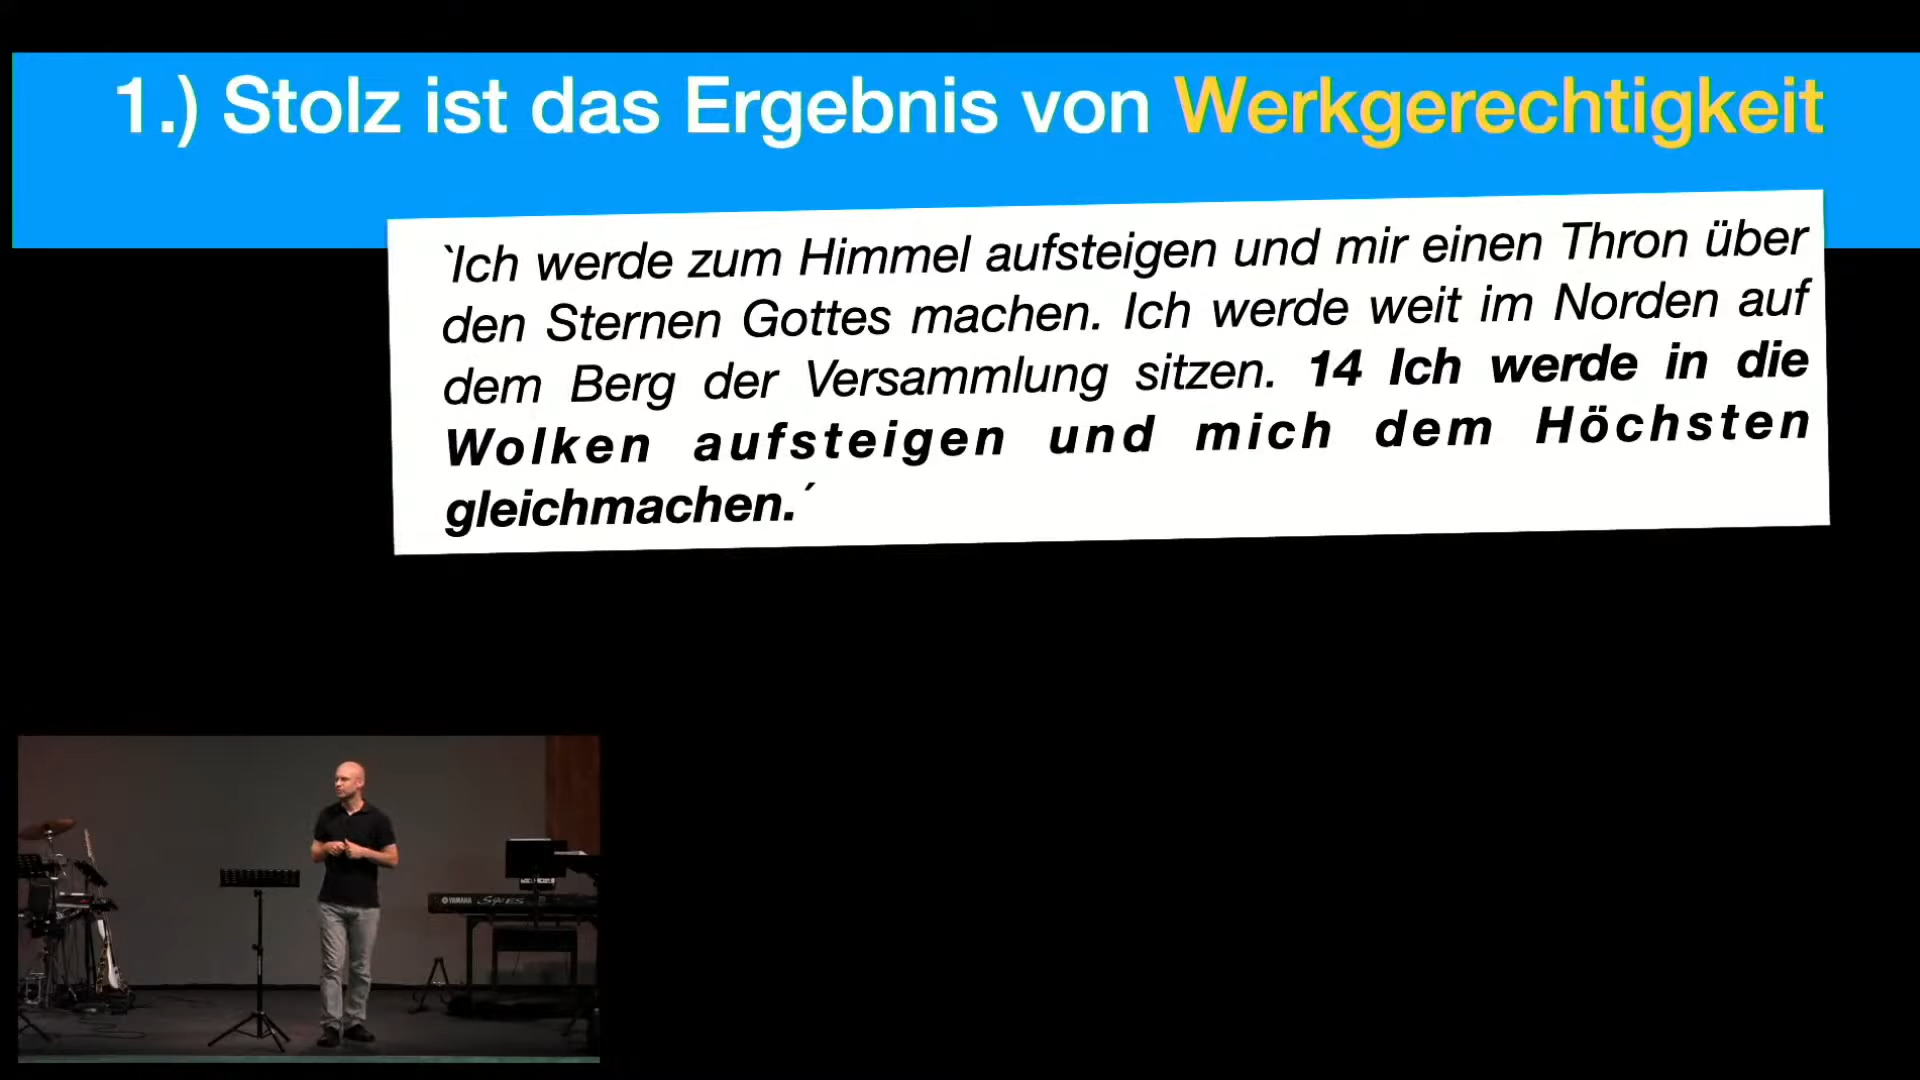 1.) Stolz ist das Ergebnis von Werkgerechtigkeit
`Ich werde zum Himmel aufsteigen und mir einen Thron über
den Sternen Gottes machen. Ich werde weit im Norden auf
dem Berg der Versammlung sitzen. 14 Ich werde in die
Wolken aufsteigen und mich dem Höchsten
gleichmachen.´
YAMAHA